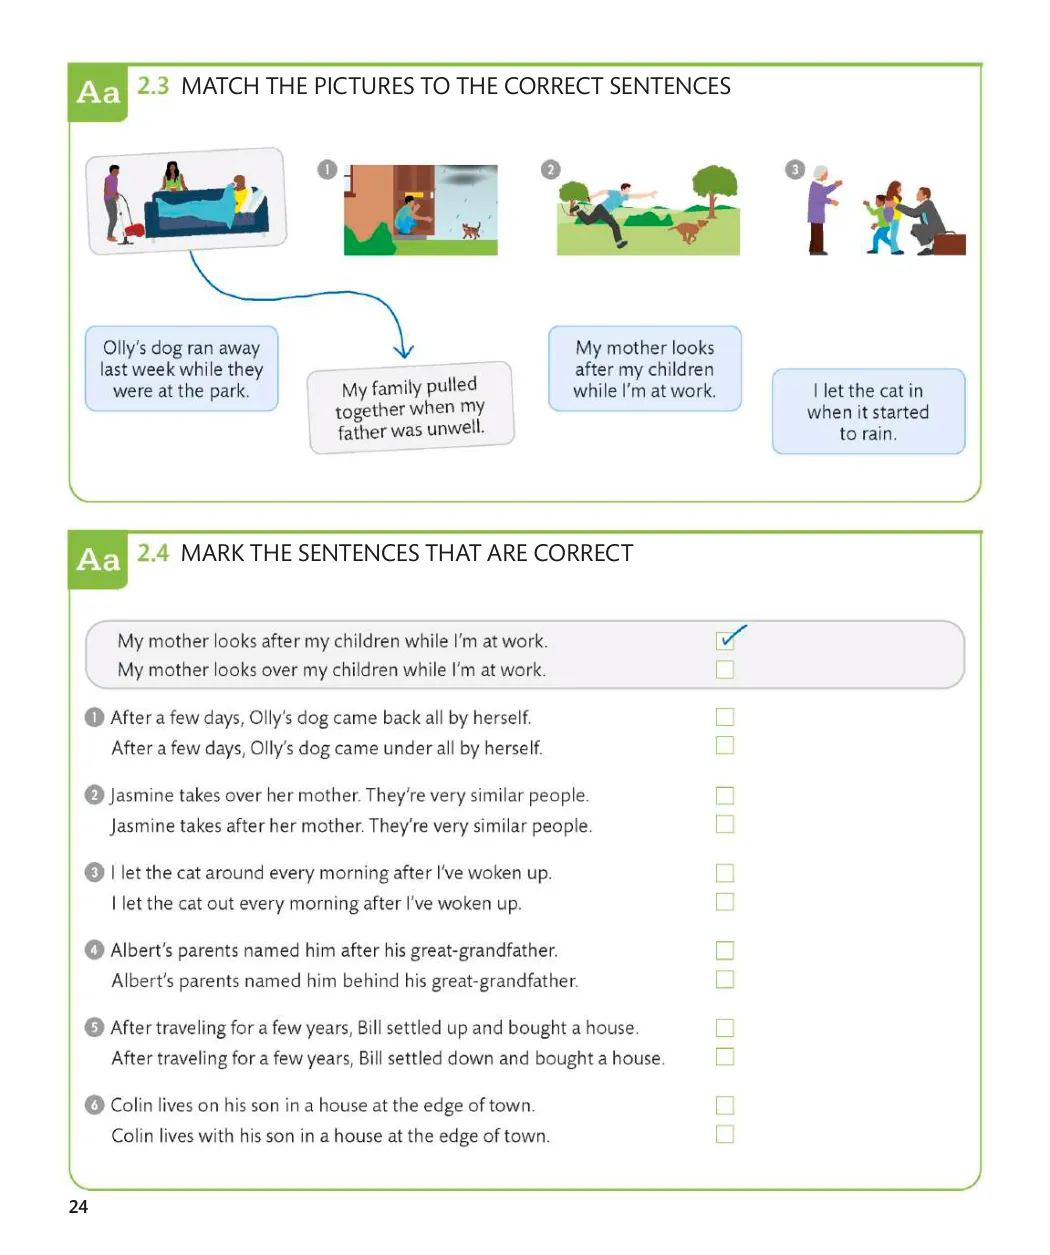 Aa 2.3 MATCH THE PICTURES TO THE CORRECT SENTENCES
1
2
3
Olly's dog ran away
last week while they
were at the park.
My family pulled
together when my
father was unwell.
My mother looks
after my children
while I'm at work.
I let the cat in
when it started
to rain.
Aa 2.4 MARK THE SENTENCES THAT ARE CORRECT
My mother looks after my children while I'm at work.
My mother looks over my children while I'm at work.
1 After a few days, Olly's dog came back all by herself.
After a few days, Olly's dog came under all by herself.
2 Jasmine takes over her mother. They're very similar people.
Jasmine takes after her mother. They're very similar people.
3 I let the cat around every morning after I've woken up.
I let the cat out every morning after I've woken up.
4 Albert's parents named him after his great-grandfather.
Albert's parents named him behind his great-grandfather.
5 After traveling for a few years, Bill settled up and bought a house.
After traveling for a few years, Bill settled down and bought a house.
6 Colin lives on his son in a house at the edge of town.
Colin lives with his son in a house at the edge of town.
24